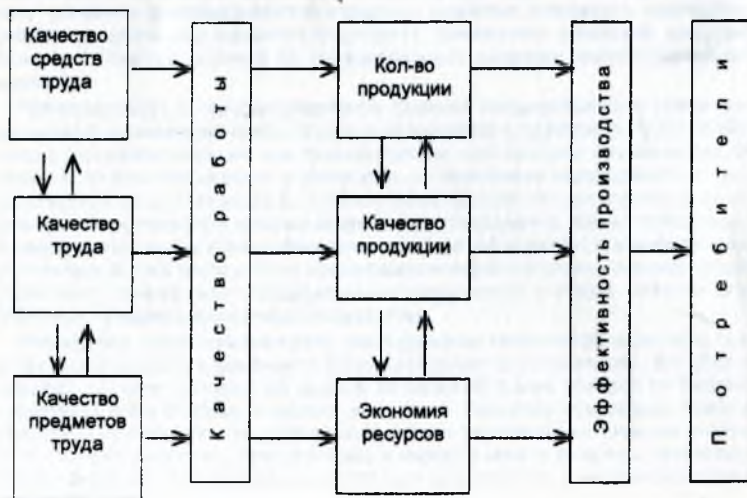 Качество
средств
труда
Качество
труда
Качество
предметов
труда
Качество работы
Кол-во
продукции
Качество
продукции
Экономия
ресурсов
Эффективность производства
Потребители